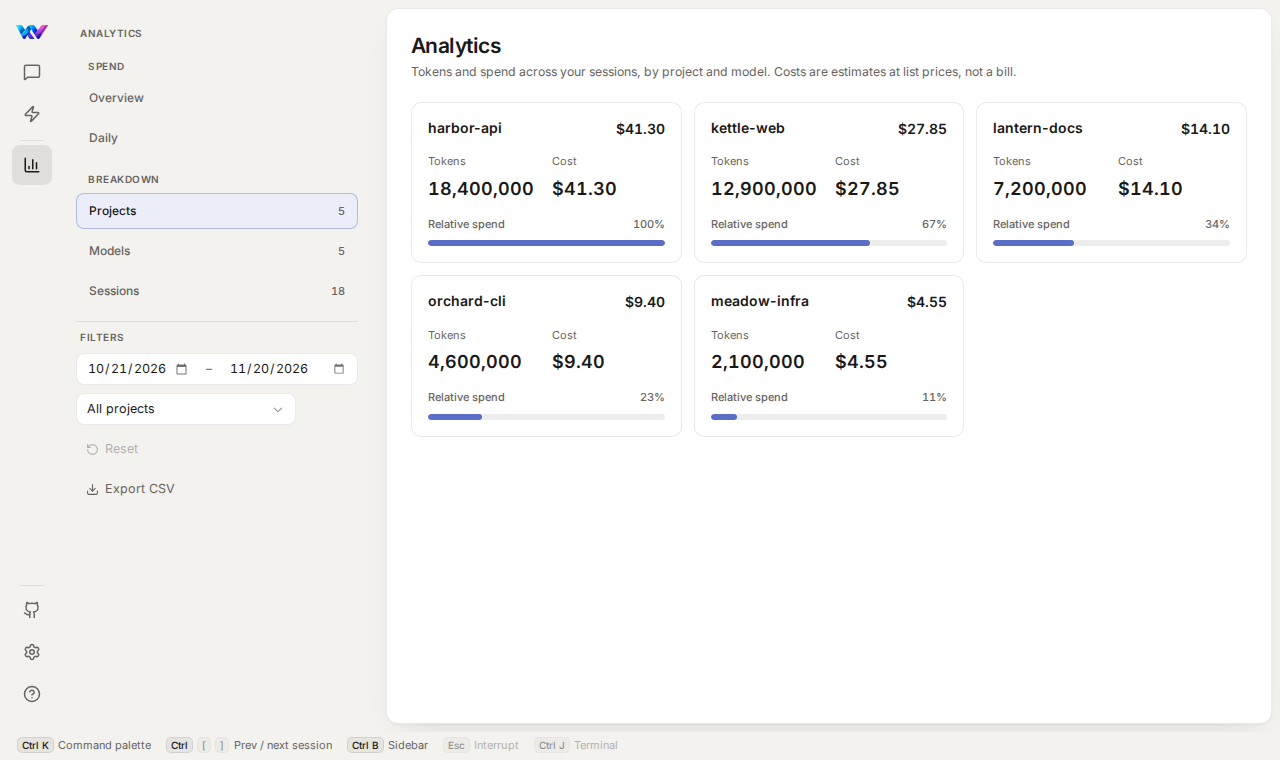 ANALYTICS
SPEND
Overview
Daily
BREAKDOWN
Projects 5
Models 5
Sessions 18
FILTERS
10/21/2026 – 11/20/2026
All projects
Reset
Export CSV
Analytics
Tokens and spend across your sessions, by project and model. Costs are estimates at list prices, not a bill.
harbor-api $41.30
Tokens Cost
18,400,000 $41.30
Relative spend 100%
kettle-web $27.85
Tokens Cost
12,900,000 $27.85
Relative spend 67%
lantern-docs $14.10
Tokens Cost
7,200,000 $14.10
Relative spend 34%
orchard-cli $9.40
Tokens Cost
4,600,000 $9.40
Relative spend 23%
meadow-infra $4.55
Tokens Cost
2,100,000 $4.55
Relative spend 11%
Ctrl K Command palette Ctrl [ ] Prev / next session Ctrl B Sidebar Esc Interrupt Ctrl J Terminal